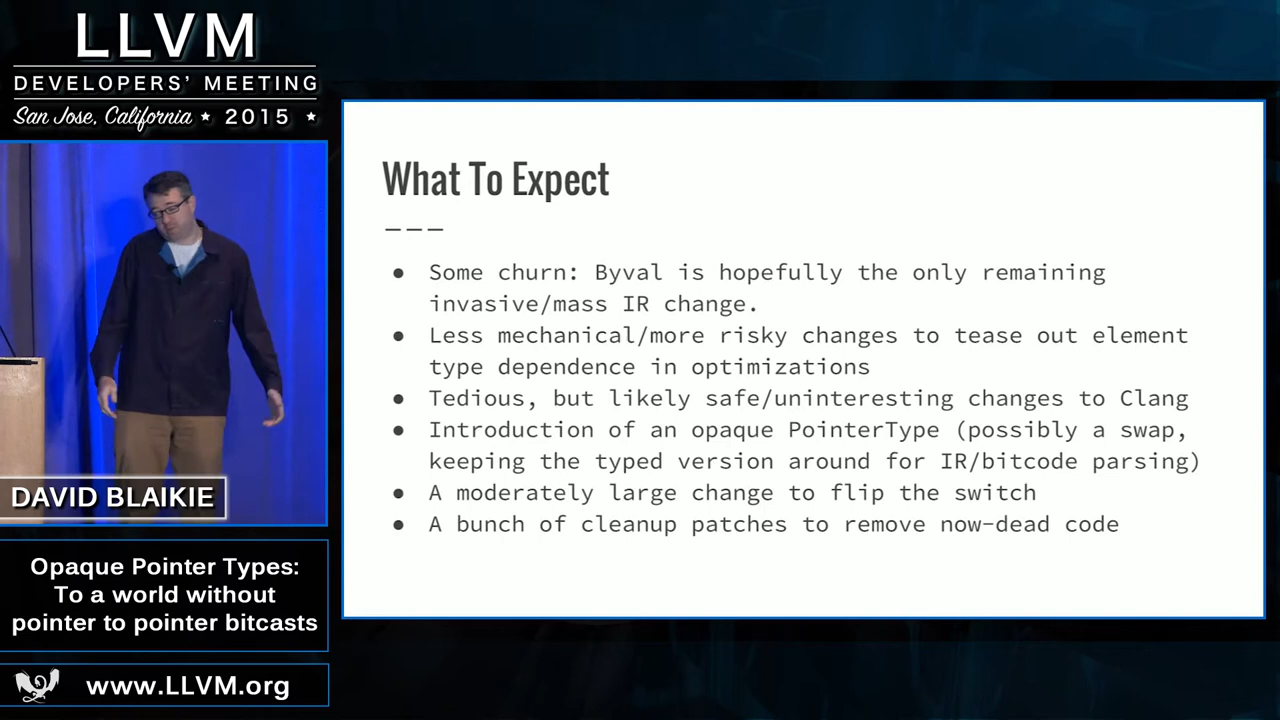 LLVM
DEVELOPERS' MEETING
San Jose, California ★ 2015 ★
What To Expect
———
● Some churn: Byval is hopefully the only remaining
invasive/mass IR change.
● Less mechanical/more risky changes to tease out element
type dependence in optimizations
● Tedious, but likely safe/uninteresting changes to Clang
● Introduction of an opaque PointerType (possibly a swap,
keeping the typed version around for IR/bitcode parsing)
● A moderately large change to flip the switch
● A bunch of cleanup patches to remove now-dead code
DAVID BLAIKIE
Opaque Pointer Types:
To a world without
pointer to pointer bitcasts
www.LLVM.org